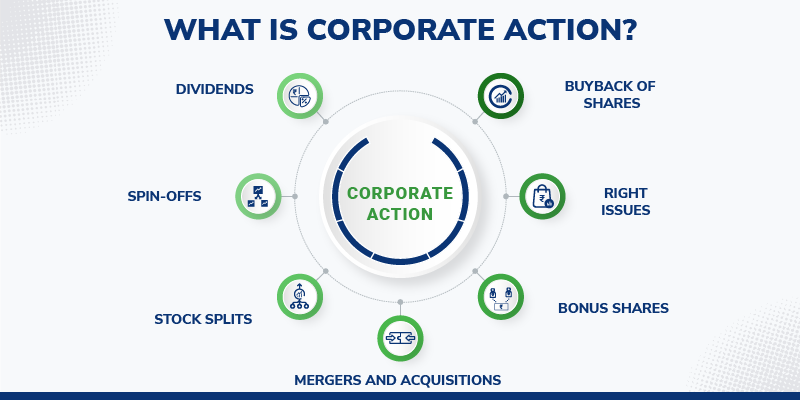 WHAT IS CORPORATE ACTION?
DIVIDENDS
BUYBACK OF
SHARES
SPIN-OFFS
CORPORATE
ACTION
RIGHT
ISSUES
STOCK SPLITS
BONUS SHARES
MERGERS AND ACQUISITIONS